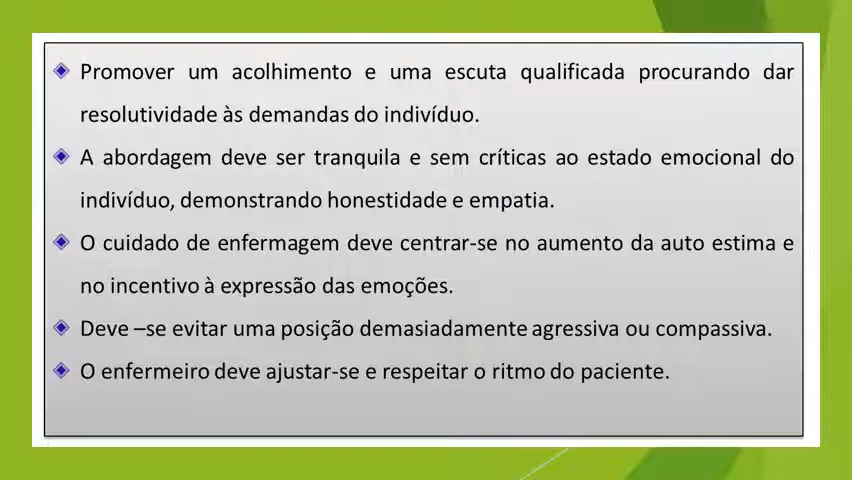 Promover um acolhimento e uma escuta qualificada procurando dar
resolutividade às demandas do indivíduo.
A abordagem deve ser tranquila e sem críticas ao estado emocional do
indivíduo, demonstrando honestidade e empatia.
O cuidado de enfermagem deve centrar-se no aumento da auto estima e
no incentivo à expressão das emoções.
Deve –se evitar uma posição demasiadamente agressiva ou compassiva.
O enfermeiro deve ajustar-se e respeitar o ritmo do paciente.